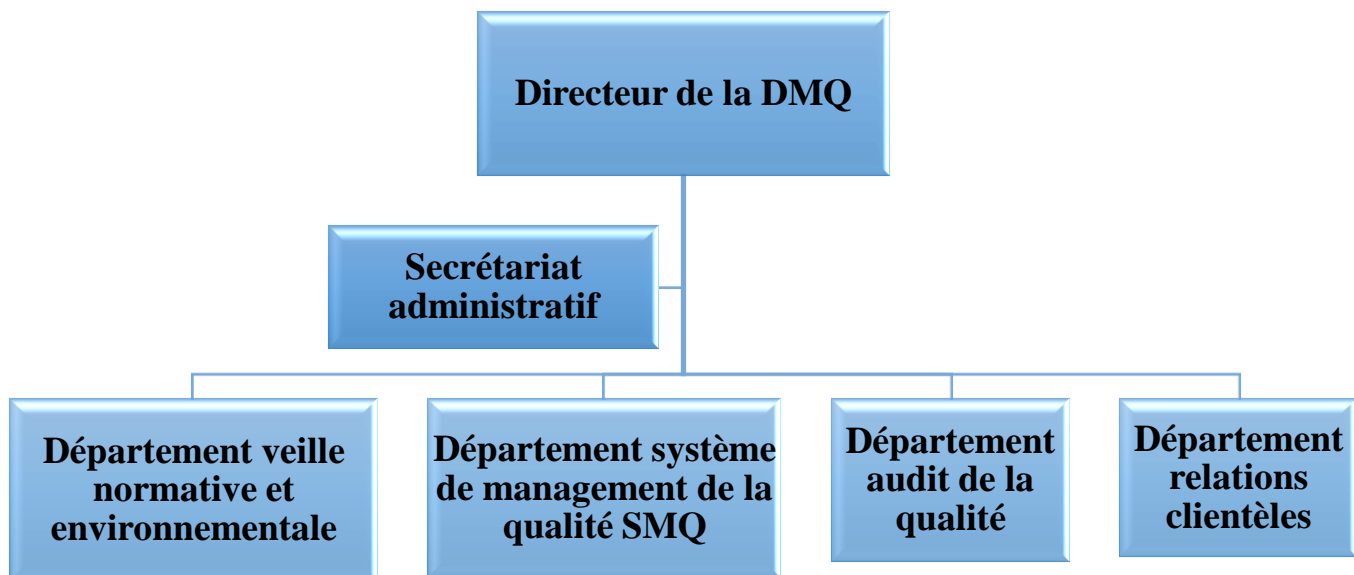 Directeur de la DMQ
Secrétariat
administratif
Département veille
normative et
environnementale
Département système
de management de la
qualité SMQ
Département
audit de la
qualité
Département
relations
clientèles